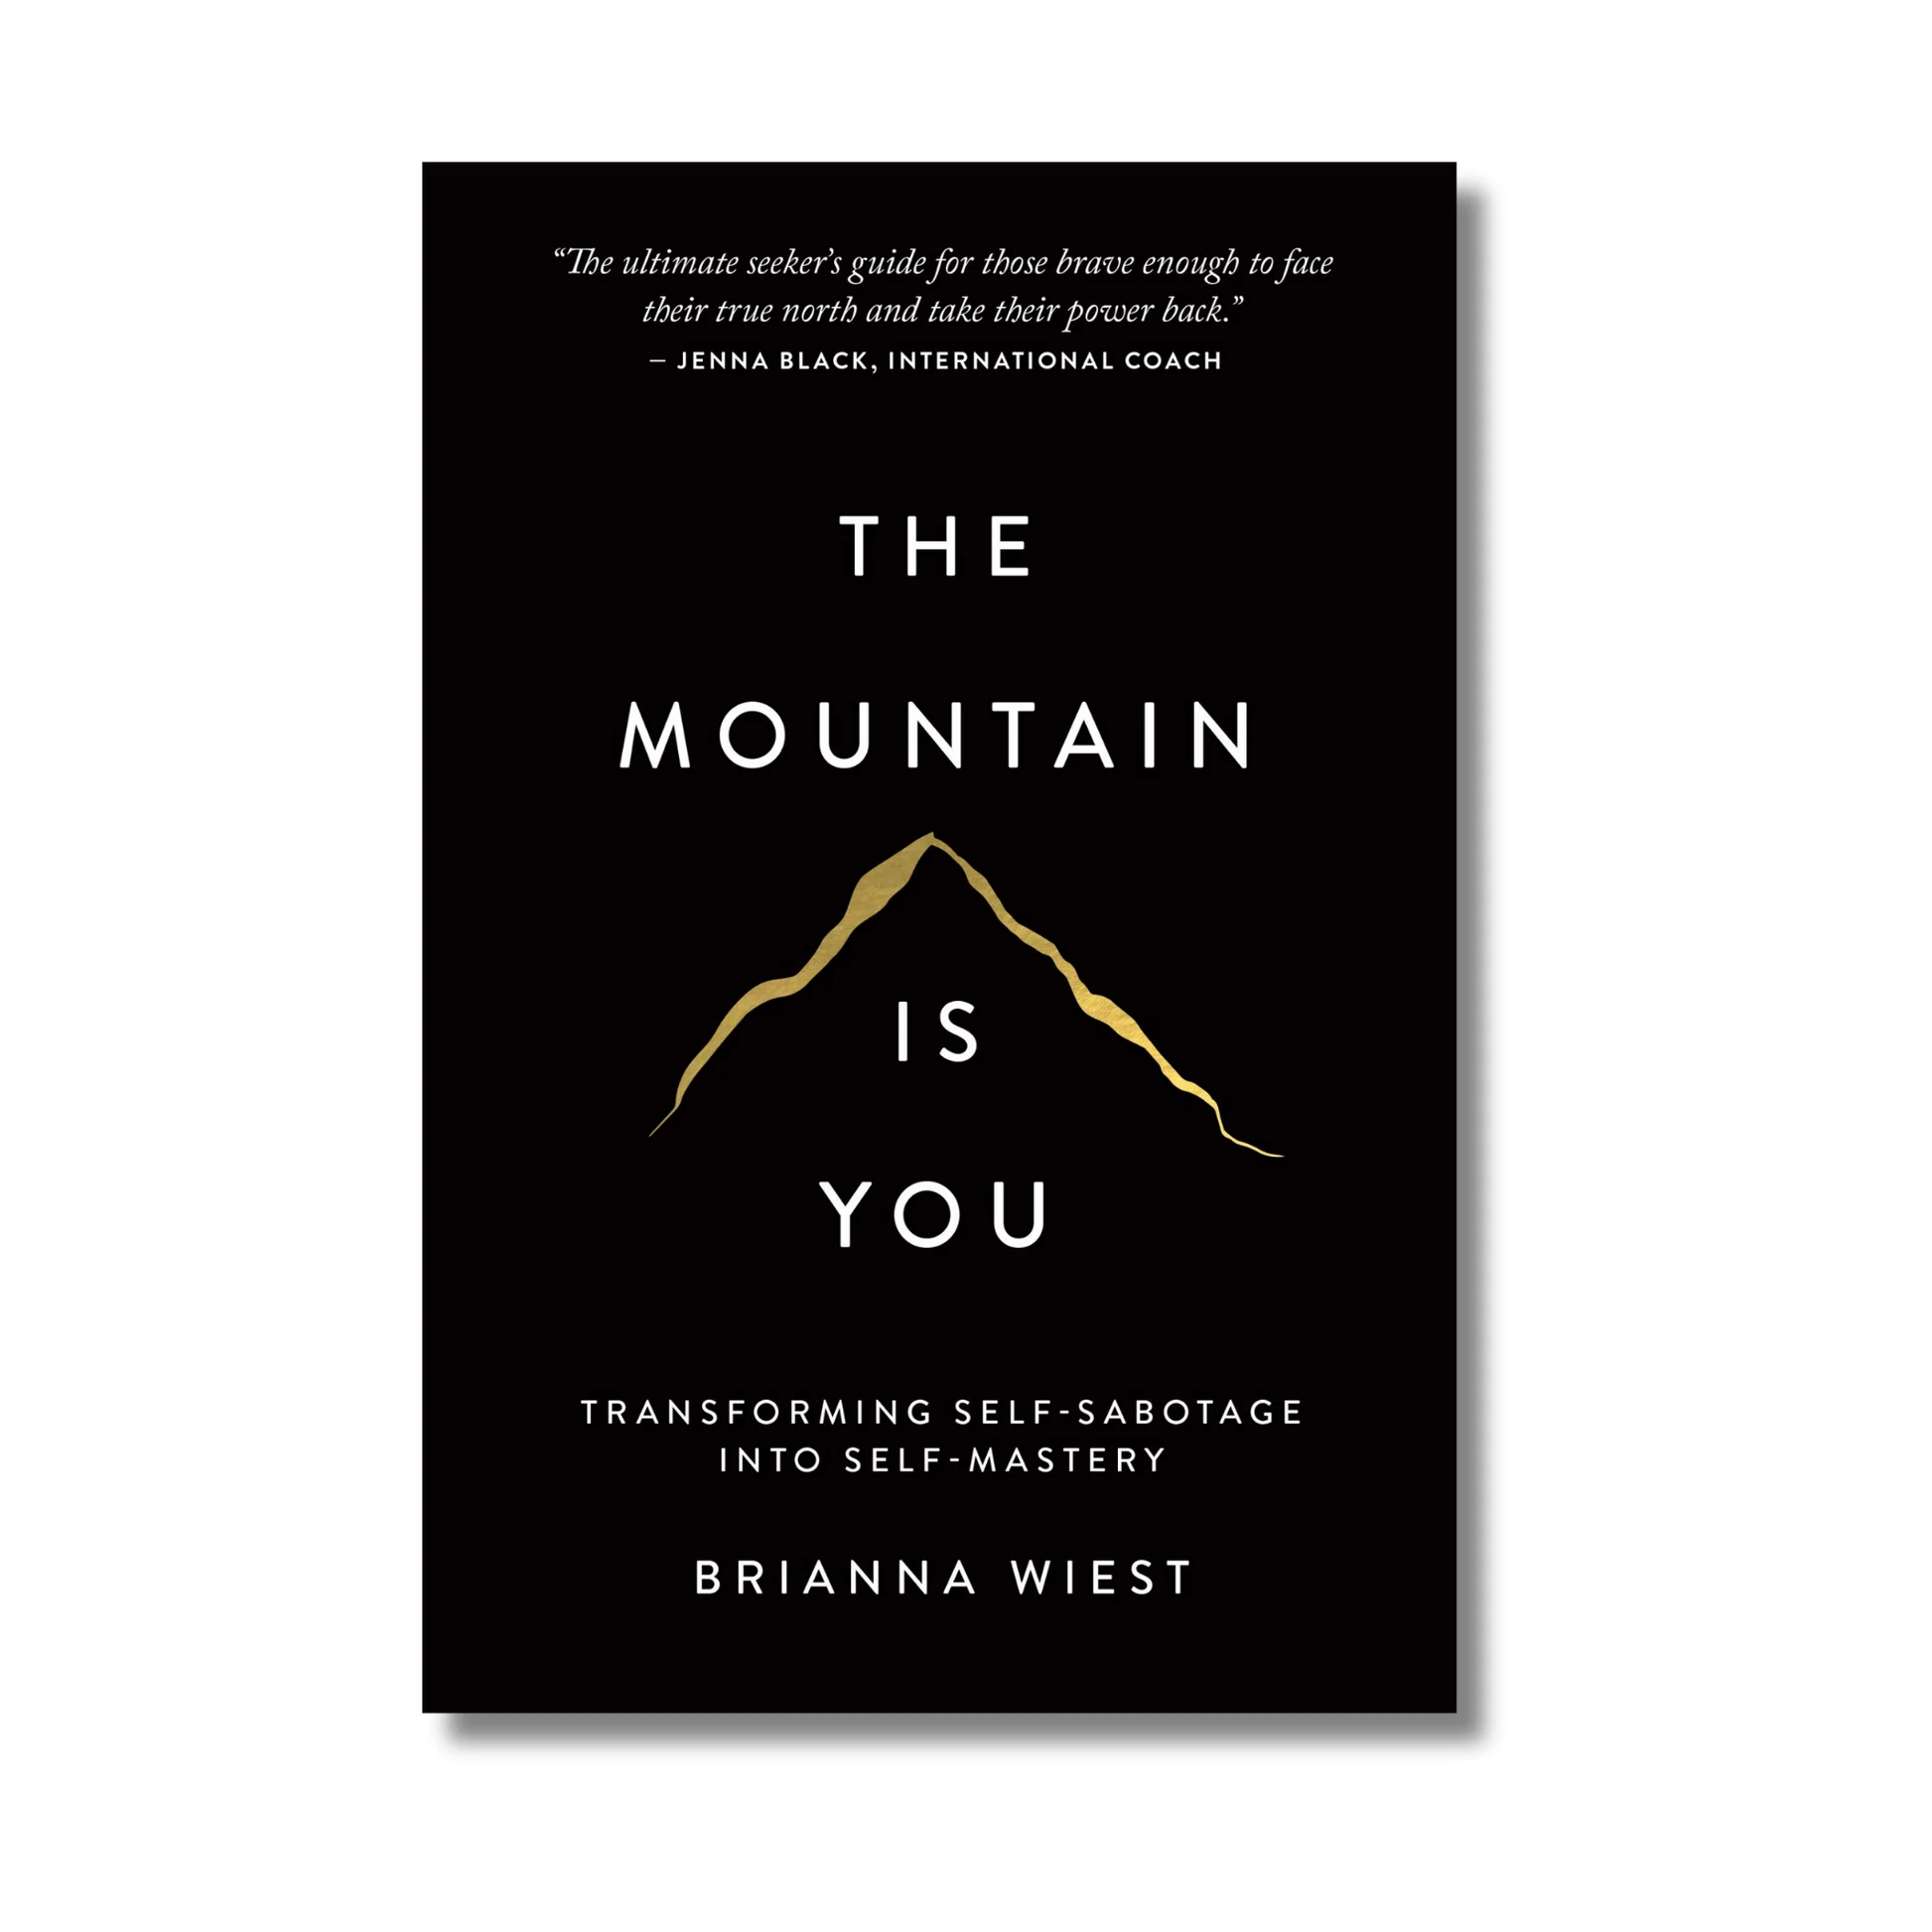 “The ultimate seeker’s guide for those brave enough to face
their true north and take their power back.”
– JENNA BLACK, INTERNATIONAL COACH
THE
MOUNTAIN
IS
YOU
TRANSFORMING SELF-SABOTAGE
INTO SELF-MASTERY
BRIANNA WIEST